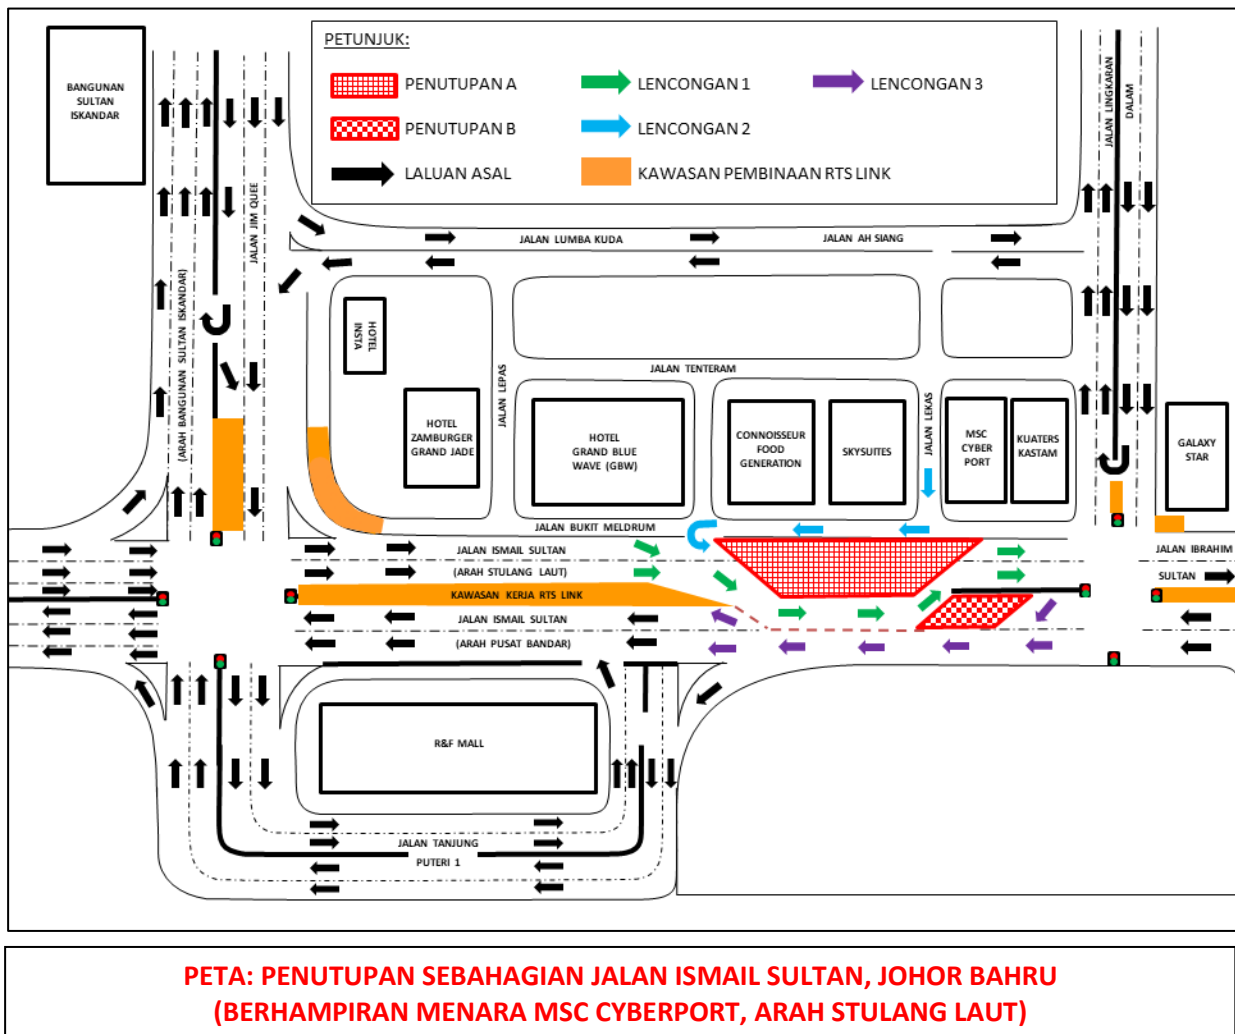 PETUNJUK:
PENUTUPAN A
LENCONGAN 1
LENCONGAN 3
PENUTUPAN B
LENCONGAN 2
LALUAN ASAL
KAWASAN PEMBINAAN RTS LINK
BANGUNAN
SULTAN
ISKANDAR
JALAN JIM QUEE
(ARAH BANGUNAN SULTAN ISKANDAR)
JALAN LINGKARAN
DALAM
JALAN LUMBA KUDA
JALAN AH SIANG
HOTEL
INSTA
JALAN LEPAS
JALAN TENTERAM
JALAN LEKAS
HOTEL
ZAMBURGER
GRAND JADE
HOTEL
GRAND BLUE
WAVE (GBW)
CONNOISSEUR
FOOD
GENERATION
SKYSUITES
MSC
CYBER
PORT
KUATERS
KASTAM
GALAXY
STAR
JALAN BUKIT MELDRUM
JALAN ISMAIL SULTAN
(ARAH STULANG LAUT)
KAWASAN KERJA RTS LINK
JALAN ISMAIL SULTAN
(ARAH PUSAT BANDAR)
JALAN IBRAHIM
SULTAN
R&F MALL
JALAN TANJUNG
PUTERI 1
PETA: PENUTUPAN SEBAHAGIAN JALAN ISMAIL SULTAN, JOHOR BAHRU
(BERHAMPIRAN MENARA MSC CYBERPORT, ARAH STULANG LAUT)